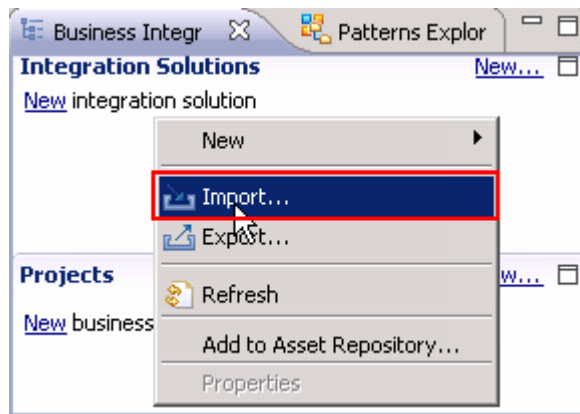 Business Integr Patterns Explor
Integration Solutions New...
New integration solution
New
Import...
Export...
Projects w...
Refresh
New business
Add to Asset Repository...
Properties